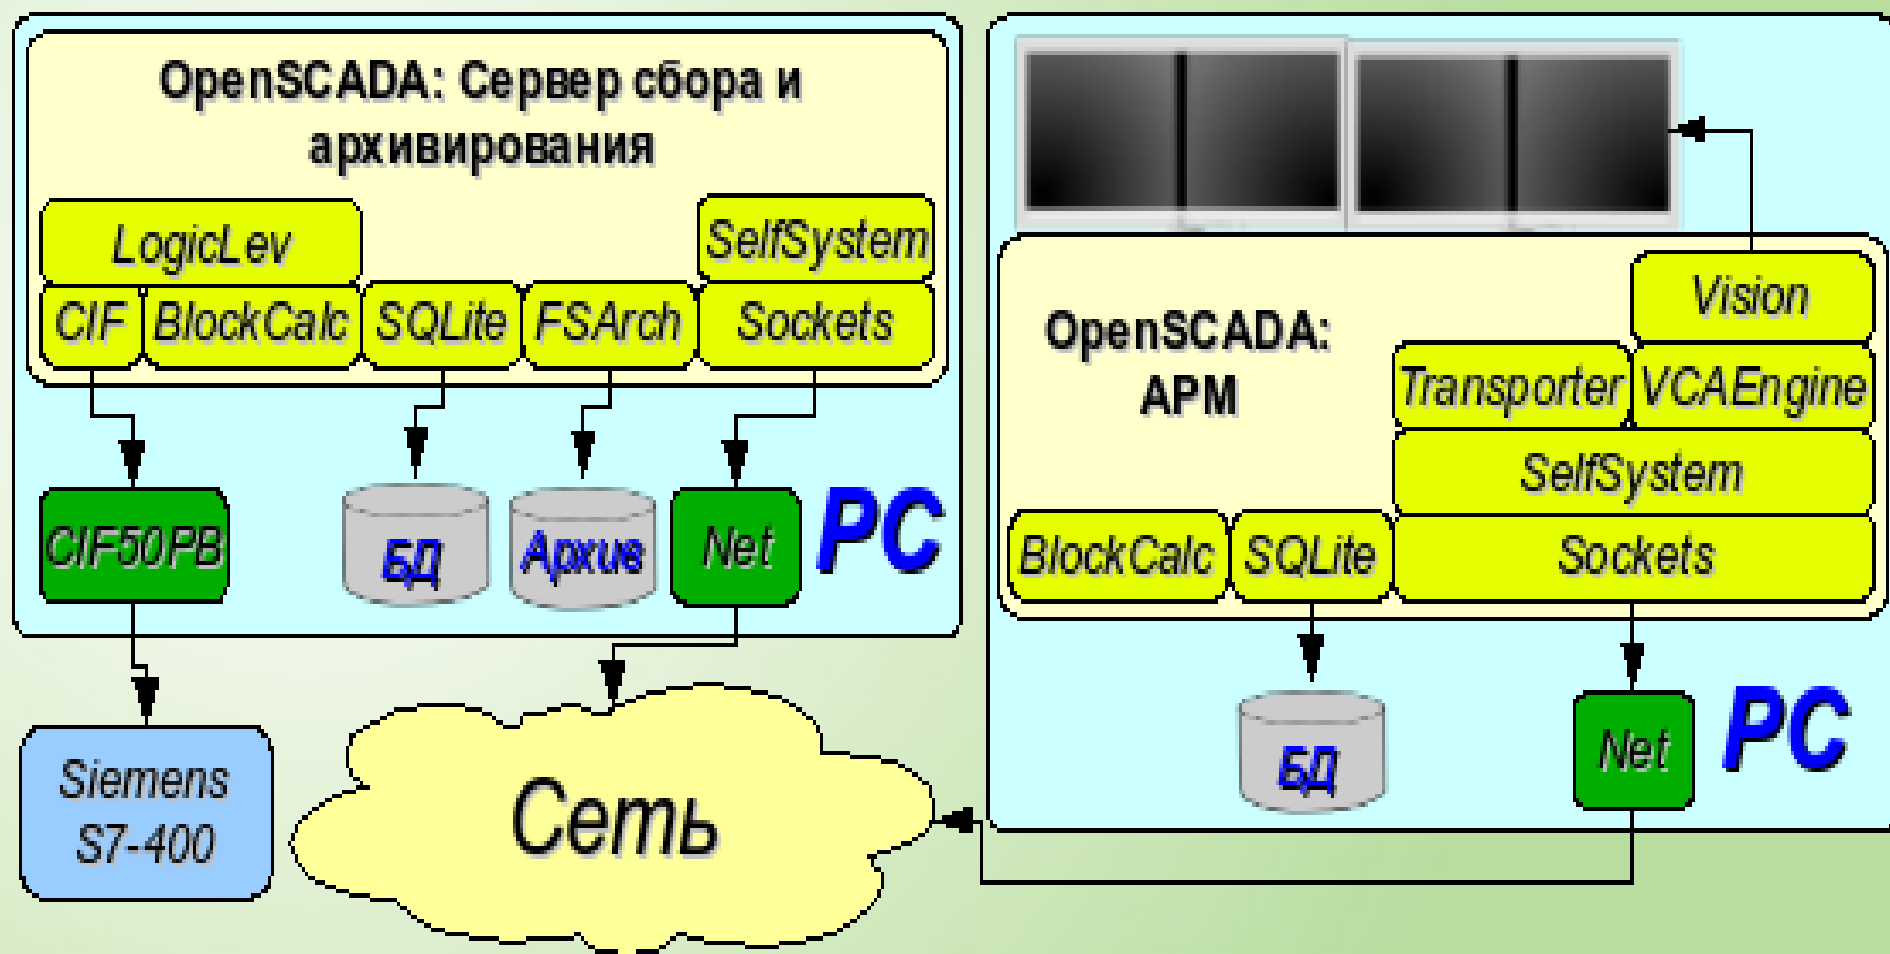 OpenSCADA: Сервер сбора и
архивирования
LogicLev
SelfSystem
CIF
BlockCalc
SQLite
FSArch
Sockets
CIF50PB
БД
Архив
Net
PC
Siemens
S7-400
Сеть
OpenSCADA:
АРМ
Vision
Transporter
VCAEngine
SelfSystem
BlockCalc
SQLite
Sockets
БД
Net
PC